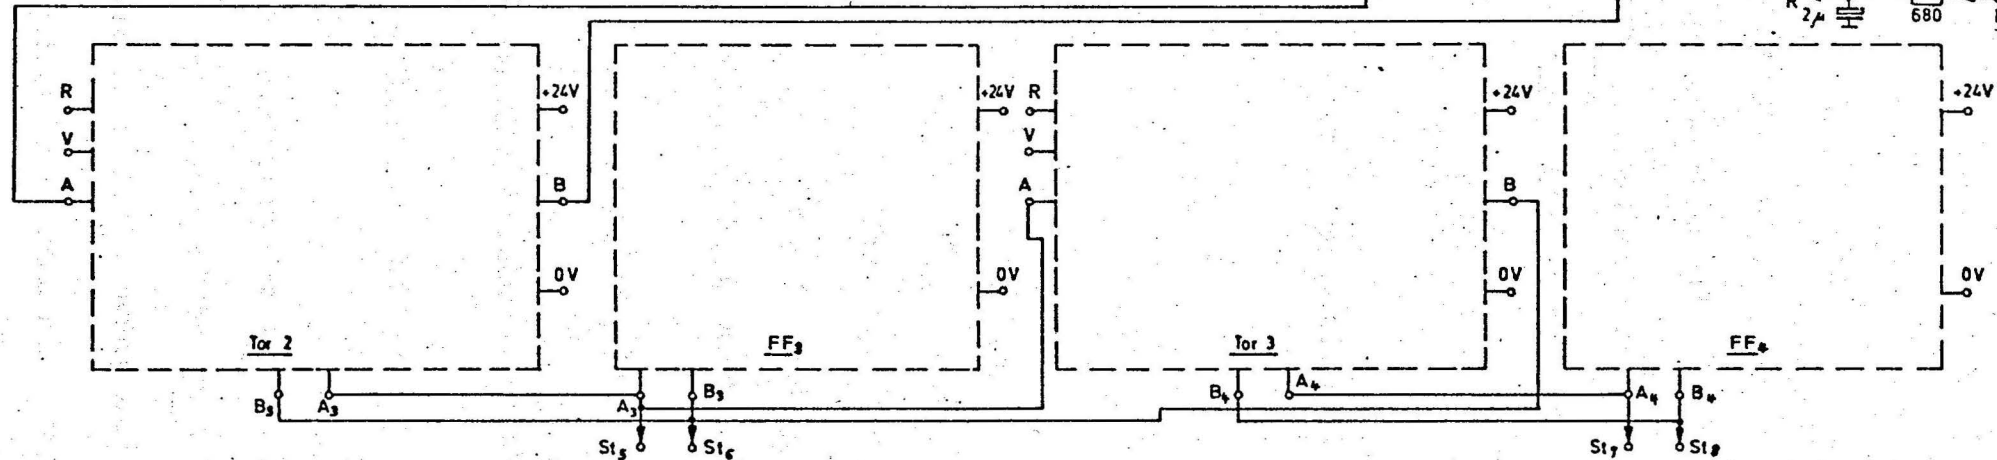 R 2µ 680
R +24V +24V R +24V +24V
V V
A B A B
0V 0V 0V 0V
Tor 2 FF3 Tor 3 FF4
B3 A3 A3 B3 B4 A4 A4 B4
St5 St6 St7 St8